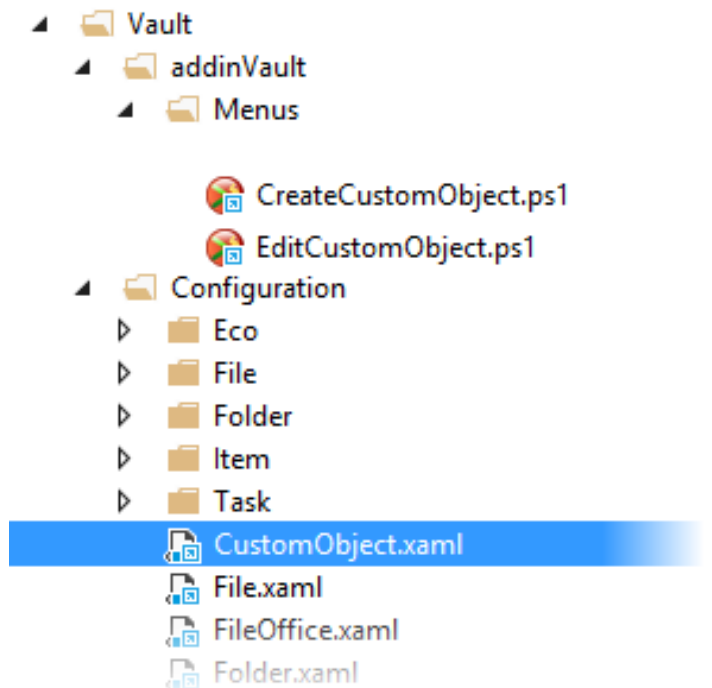 Vault
addinVault
Menus
CreateCustomObject.ps1
EditCustomObject.ps1
Configuration
Eco
File
Folder
Item
Task
CustomObject.xaml
File.xaml
FileOffice.xaml
Folder.xaml